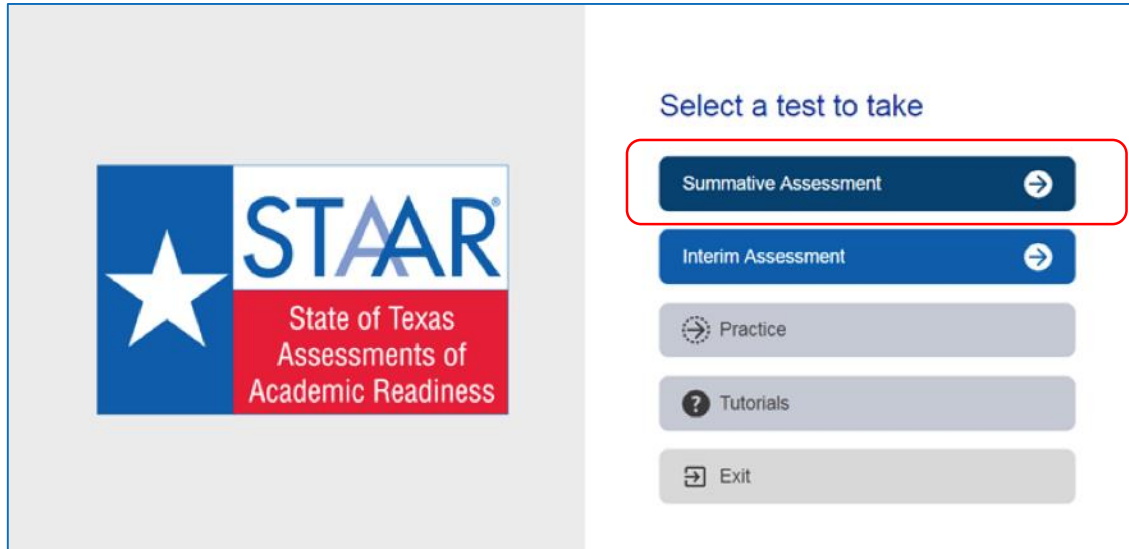 STAAR®
State of Texas
Assessments of
Academic Readiness
Select a test to take
Summative Assessment
Interim Assessment
Practice
Tutorials
Exit